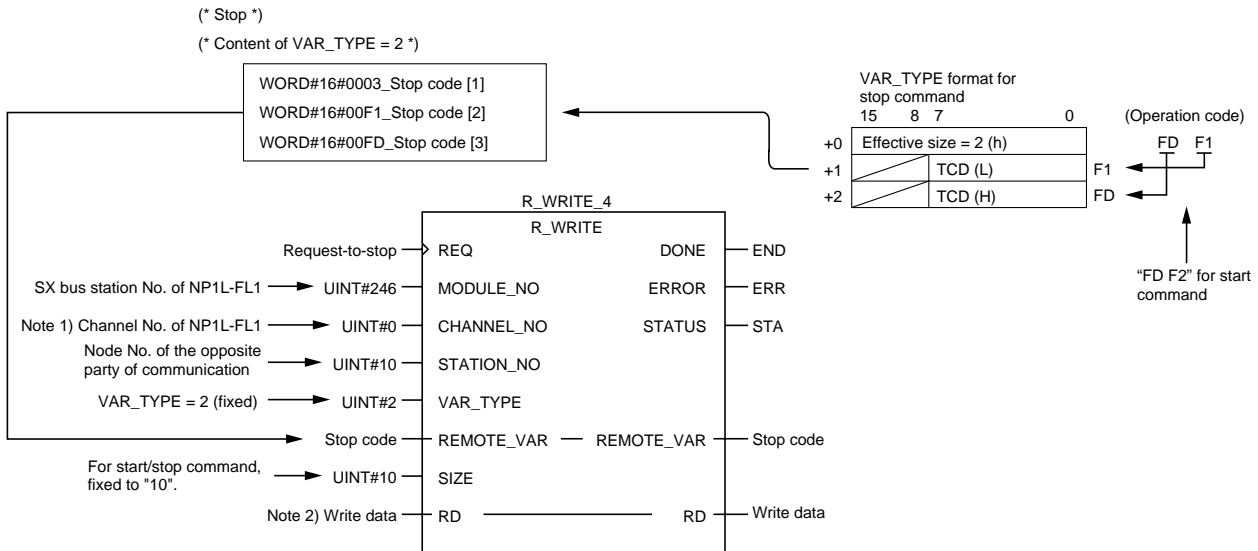 (* Stop *)
(* Content of VAR_TYPE = 2 *)
WORD#16#0003_Stop code [1]
WORD#16#00F1_Stop code [2]
WORD#16#00FD_Stop code [3]
VAR_TYPE format for
stop command
15 8 7 0
(Operation code)
FD F1
+0 Effective size = 2 (h)
+1 TCD (L) F1
+2 TCD (H) FD
"FD F2" for start
command
R_WRITE_4
R_WRITE
Request-to-stop REQ DONE END
SX bus station No. of NP1L-FL1 UINT#246 MODULE_NO ERROR ERR
Note 1) Channel No. of NP1L-FL1 UINT#0 CHANNEL_NO STATUS STA
Node No. of the opposite
party of communication UINT#10 STATION_NO
VAR_TYPE = 2 (fixed) UINT#2 VAR_TYPE
Stop code REMOTE_VAR REMOTE_VAR Stop code
For start/stop command,
fixed to "10". UINT#10 SIZE
Note 2) Write data RD RD Write data